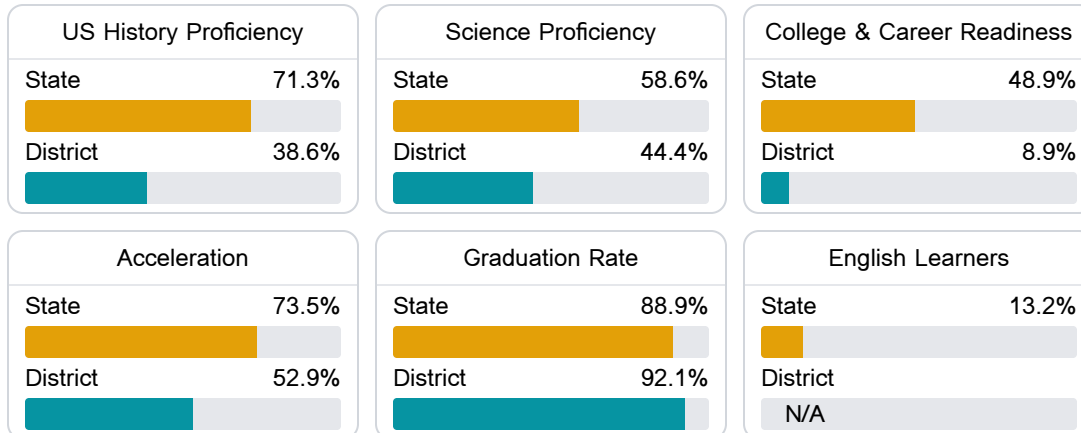 US History Proficiency
State 71.3%
District 38.6%
Science Proficiency
State 58.6%
District 44.4%
College & Career Readiness
State 48.9%
District 8.9%
Acceleration
State 73.5%
District 52.9%
Graduation Rate
State 88.9%
District 92.1%
English Learners
State 13.2%
District
N/A